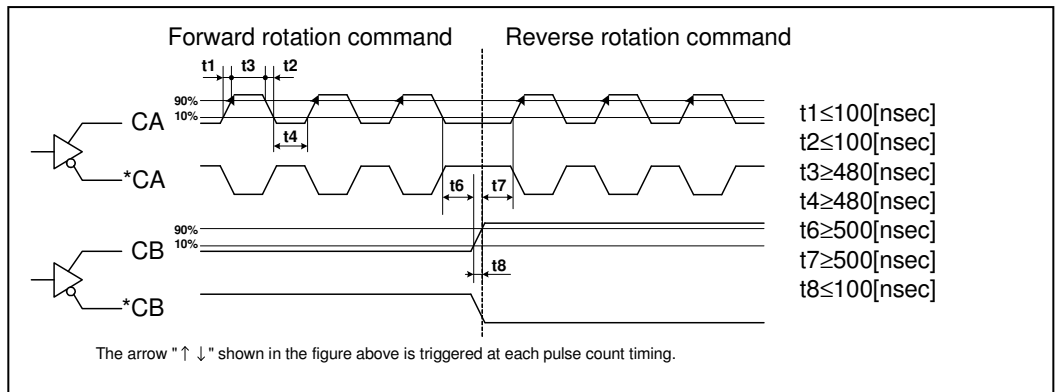 Forward rotation command
Reverse rotation command
t1 t3 t2
90%
10%
CA
t4
t1≤100[nsec]
t2≤100[nsec]
t3≥480[nsec]
t4≥480[nsec]
t6≥500[nsec]
t7≥500[nsec]
t8≤100[nsec]
*CA
t6 t7
90%
10%
CB
t8
*CB
The arrow "↑ ↓" shown in the figure above is triggered at each pulse count timing.